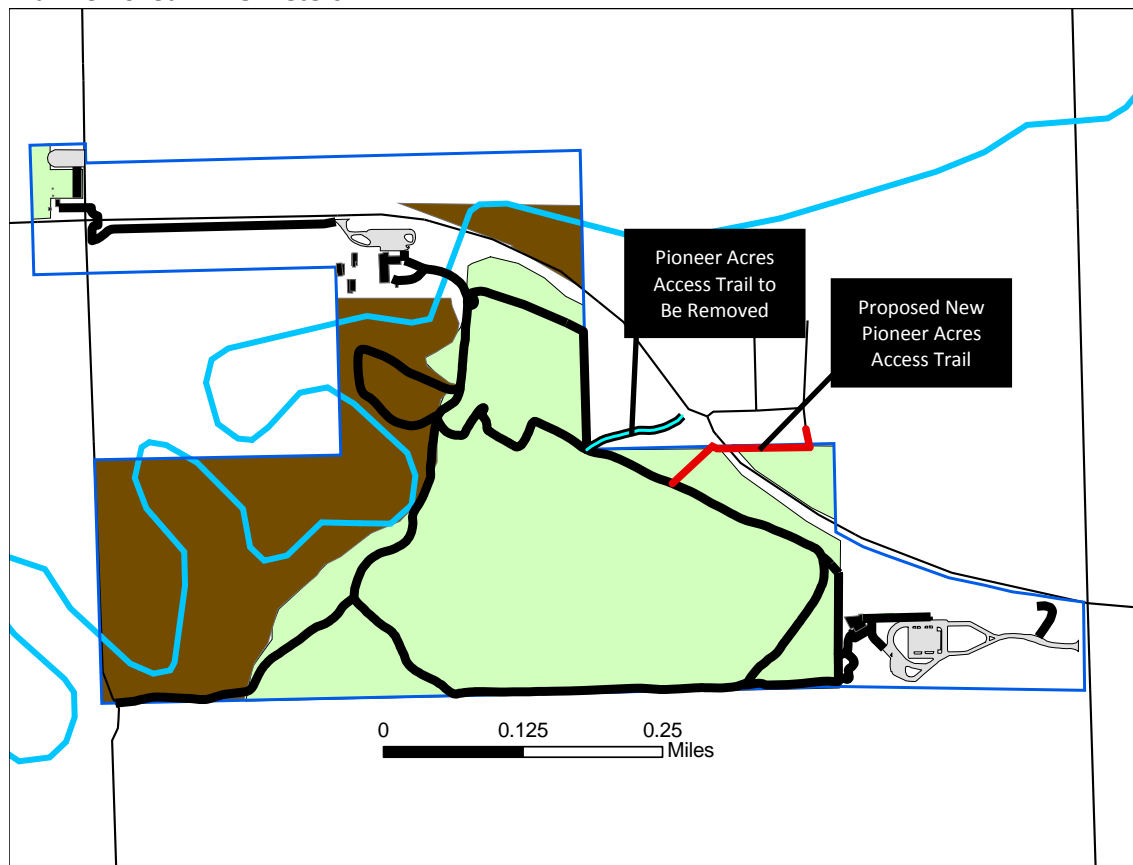 Pioneer Acres
Access Trail to
Be Removed
Proposed New
Pioneer Acres
Access Trail
0 0.125 0.25
Miles